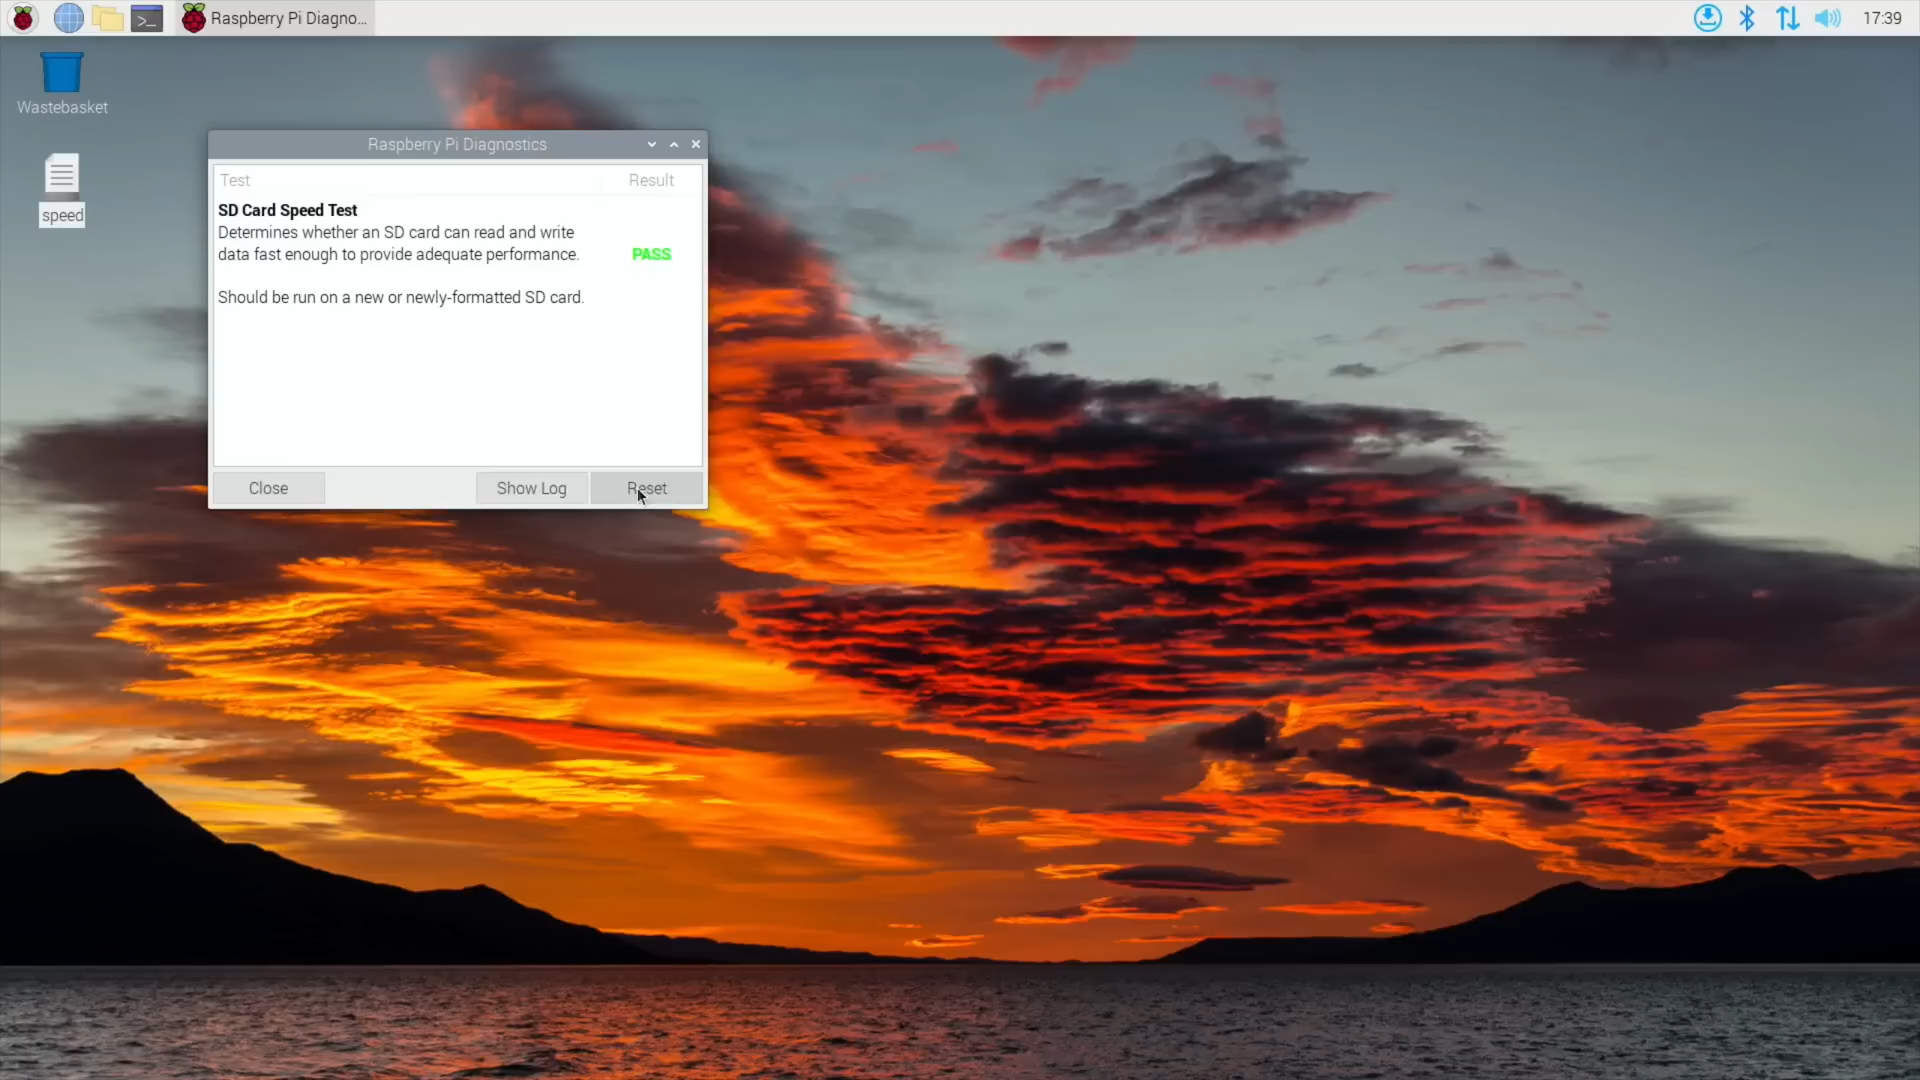 Raspberry Pi Diagno...
17:39
Wastebasket
speed
Raspberry Pi Diagnostics
Test Result
SD Card Speed Test
Determines whether an SD card can read and write
data fast enough to provide adequate performance.
PASS
Should be run on a new or newly-formatted SD card.
Close Show Log Reset